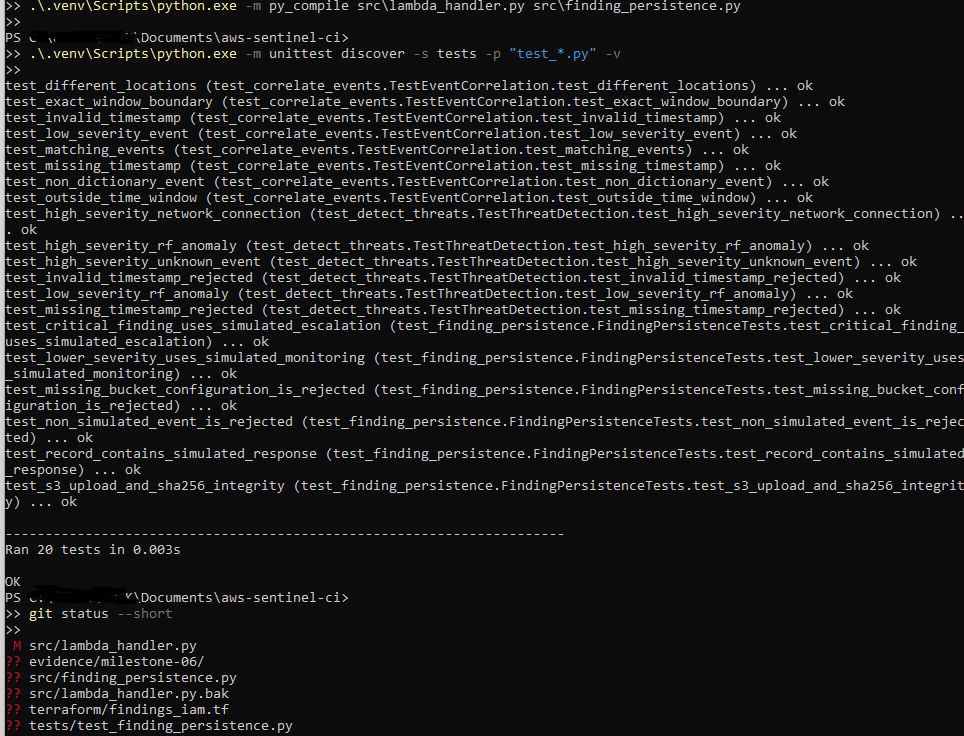 >> .\.venv\Scripts\python.exe -m py_compile src\lambda_handler.py src\finding_persistence.py
>>
PS C:\ \Documents\aws-sentinel-ci>
>> .\.venv\Scripts\python.exe -m unittest discover -s tests -p "test_*.py" -v
>>
test_different_locations (test_correlate_events.TestEventCorrelation.test_different_locations) ... ok
test_exact_window_boundary (test_correlate_events.TestEventCorrelation.test_exact_window_boundary) ... ok
test_invalid_timestamp (test_correlate_events.TestEventCorrelation.test_invalid_timestamp) ... ok
test_low_severity_event (test_correlate_events.TestEventCorrelation.test_low_severity_event) ... ok
test_matching_events (test_correlate_events.TestEventCorrelation.test_matching_events) ... ok
test_missing_timestamp (test_correlate_events.TestEventCorrelation.test_missing_timestamp) ... ok
test_non_dictionary_event (test_correlate_events.TestEventCorrelation.test_non_dictionary_event) ... ok
test_outside_time_window (test_correlate_events.TestEventCorrelation.test_outside_time_window) ... ok
test_high_severity_network_connection (test_detect_threats.TestThreatDetection.test_high_severity_network_connection) ..
. ok
test_high_severity_rf_anomaly (test_detect_threats.TestThreatDetection.test_high_severity_rf_anomaly) ... ok
test_high_severity_unknown_event (test_detect_threats.TestThreatDetection.test_high_severity_unknown_event) ... ok
test_invalid_timestamp_rejected (test_detect_threats.TestThreatDetection.test_invalid_timestamp_rejected) ... ok
test_low_severity_rf_anomaly (test_detect_threats.TestThreatDetection.test_low_severity_rf_anomaly) ... ok
test_missing_timestamp_rejected (test_detect_threats.TestThreatDetection.test_missing_timestamp_rejected) ... ok
test_critical_finding_uses_simulated_escalation (test_finding_persistence.FindingPersistenceTests.test_critical_finding_
uses_simulated_escalation) ... ok
test_lower_severity_uses_simulated_monitoring (test_finding_persistence.FindingPersistenceTests.test_lower_severity_uses
_simulated_monitoring) ... ok
test_missing_bucket_configuration_is_rejected (test_finding_persistence.FindingPersistenceTests.test_missing_bucket_conf
iguration_is_rejected) ... ok
test_non_simulated_event_is_rejected (test_finding_persistence.FindingPersistenceTests.test_non_simulated_event_is_rejec
ted) ... ok
test_record_contains_simulated_response (test_finding_persistence.FindingPersistenceTests.test_record_contains_simulated
_response) ... ok
test_s3_upload_and_sha256_integrity (test_finding_persistence.FindingPersistenceTests.test_s3_upload_and_sha256_integrit
y) ... ok

----------------------------------------------------------------------
Ran 20 tests in 0.003s

OK
PS C:\ \Documents\aws-sentinel-ci>
>> git status --short
>>
 M src/lambda_handler.py
?? evidence/milestone-06/
?? src/finding_persistence.py
?? src/lambda_handler.py.bak
?? terraform/findings_iam.tf
?? tests/test_finding_persistence.py